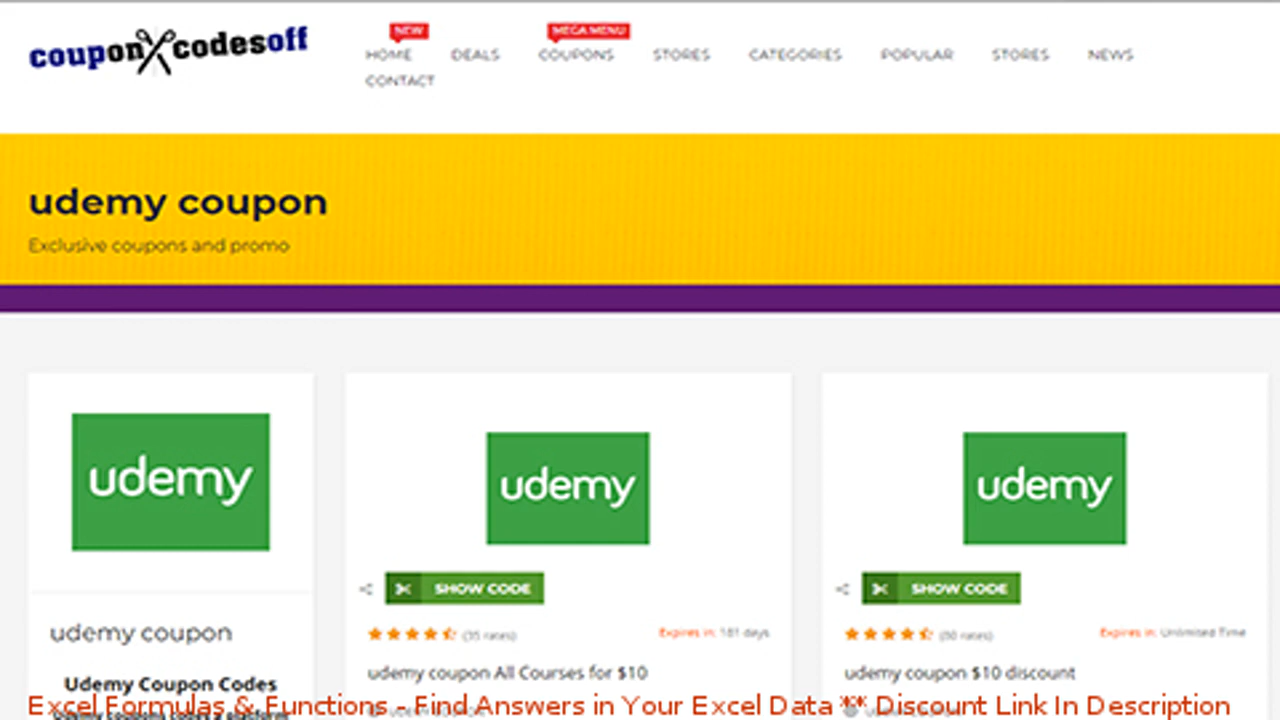 couponcodesoff
NEW
MEGA MENU
HOME DEALS COUPONS STORES CATEGORIES POPULAR STORES NEWS
CONTACT
udemy coupon
Exclusive coupons and promo
udemy
udemy
udemy
SHOW CODE
SHOW CODE
(35 rates) Expires in: 181 days
(80 rates) Expires in: Unlimited Time
udemy coupon
udemy coupon All Courses for $10
udemy coupon $10 discount
Udemy Coupon Codes
Excel Formulas & Functions - Find Answers in Your Excel Data ** Discount Link In Description